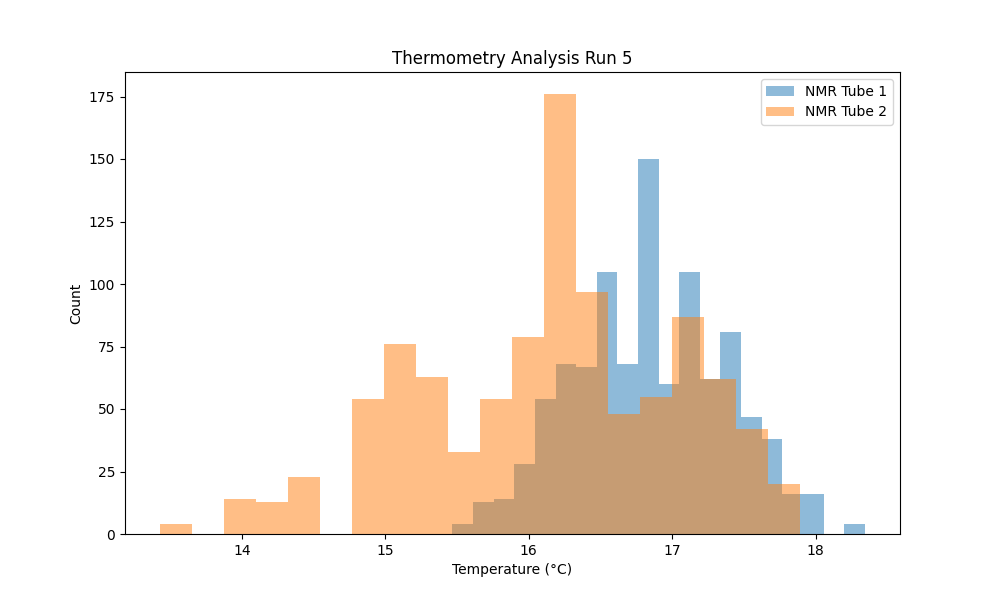 Thermometry Analysis Run 5
NMR Tube 1
NMR Tube 2
175
150
125
100
75
50
25
0
Count
14 15 16 17 18
Temperature (°C)